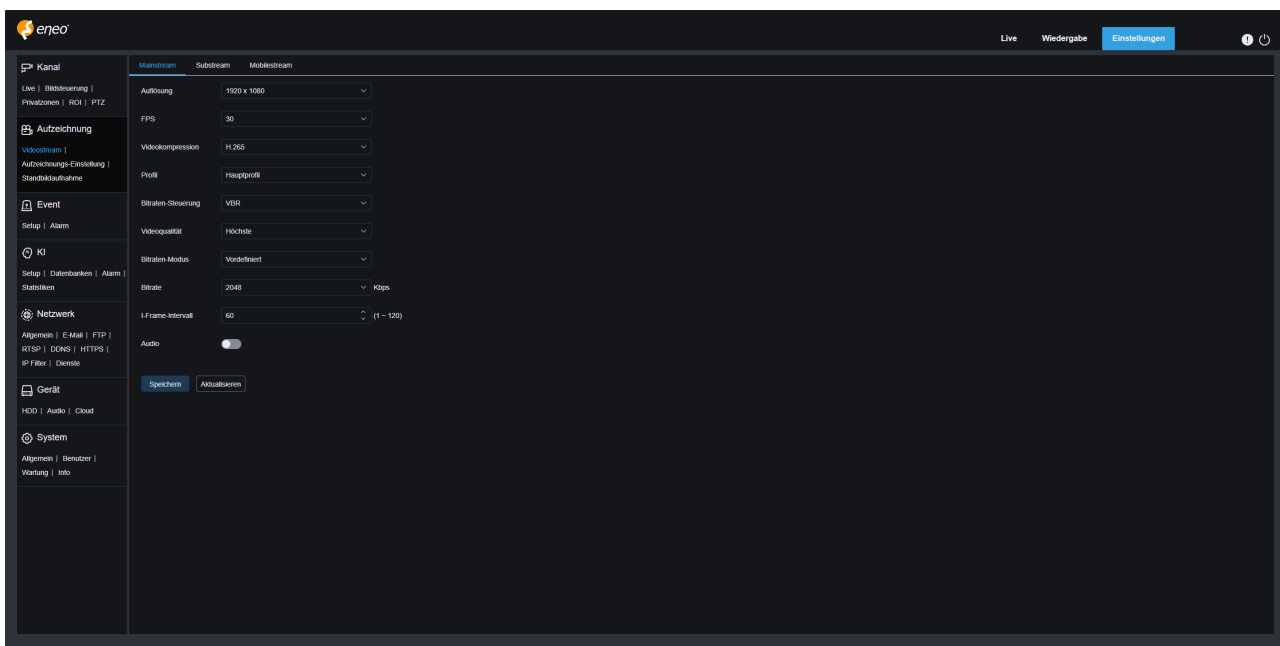 eneo
Live Wiedergabe Einstellungen
Kanal
Live | Bildsteuerung |
Privatzonen | ROI | PTZ
Aufzeichnung
Videostream |
Aufzeichnungs-Einstellung |
Standbildaufnahme
Event
Setup | Alarm
KI
Setup | Datenbanken | Alarm |
Statistiken
Netzwerk
Allgemein | E-Mail | FTP |
RTSP | DDNS | HTTPS |
IP Filter | Dienste
Gerät
HDD | Audio | Cloud
System
Allgemein | Benutzer |
Wartung | Info
Mainstream Substream Mobilestream
Auflösung 1920 x 1080
FPS 30
Videokompression H.265
Profil Hauptprofil
Bitraten-Steuerung VBR
Videoqualität Höchste
Bitraten-Modus Vordefiniert
Bitrate 2048 Kbps
I-Frame-Intervall 60 (1 ~ 120)
Audio
Speichern Aktualisieren